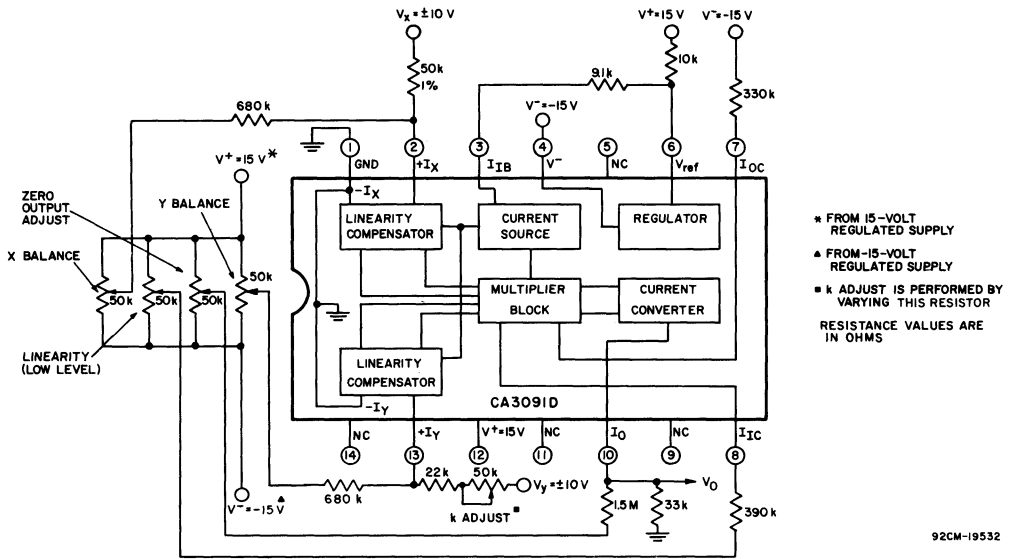 Vx = ±10 V
V+ = 15 V
V- = -15 V
50k
1%
10k
9.1k
680k
330k
V- = -15 V
V+ = 15 V*
1
2
3
4
5
6
7
GND
+IX
IIB
V-
NC
Vref
IOC
-IX
ZERO
OUTPUT
ADJUST
Y BALANCE
X BALANCE
50k
50k
50k
50k
LINEARITY
(LOW LEVEL)
LINEARITY
COMPENSATOR
CURRENT
SOURCE
REGULATOR
MULTIPLIER
BLOCK
CURRENT
CONVERTER
LINEARITY
COMPENSATOR
-IY
CA3091D
* FROM 15-VOLT
REGULATED SUPPLY
▲ FROM-15-VOLT
REGULATED SUPPLY
■ k ADJUST IS PERFORMED BY
VARYING THIS RESISTOR
RESISTANCE VALUES ARE
IN OHMS
NC
+IY
V+=15V
NC
IO
NC
IIC
14
13
12
11
10
9
8
V- = -15 V▲
680 k
22k
50k
Vy = ±10V
k ADJUST■
VO
1.5M
33k
390k
92CM-19532